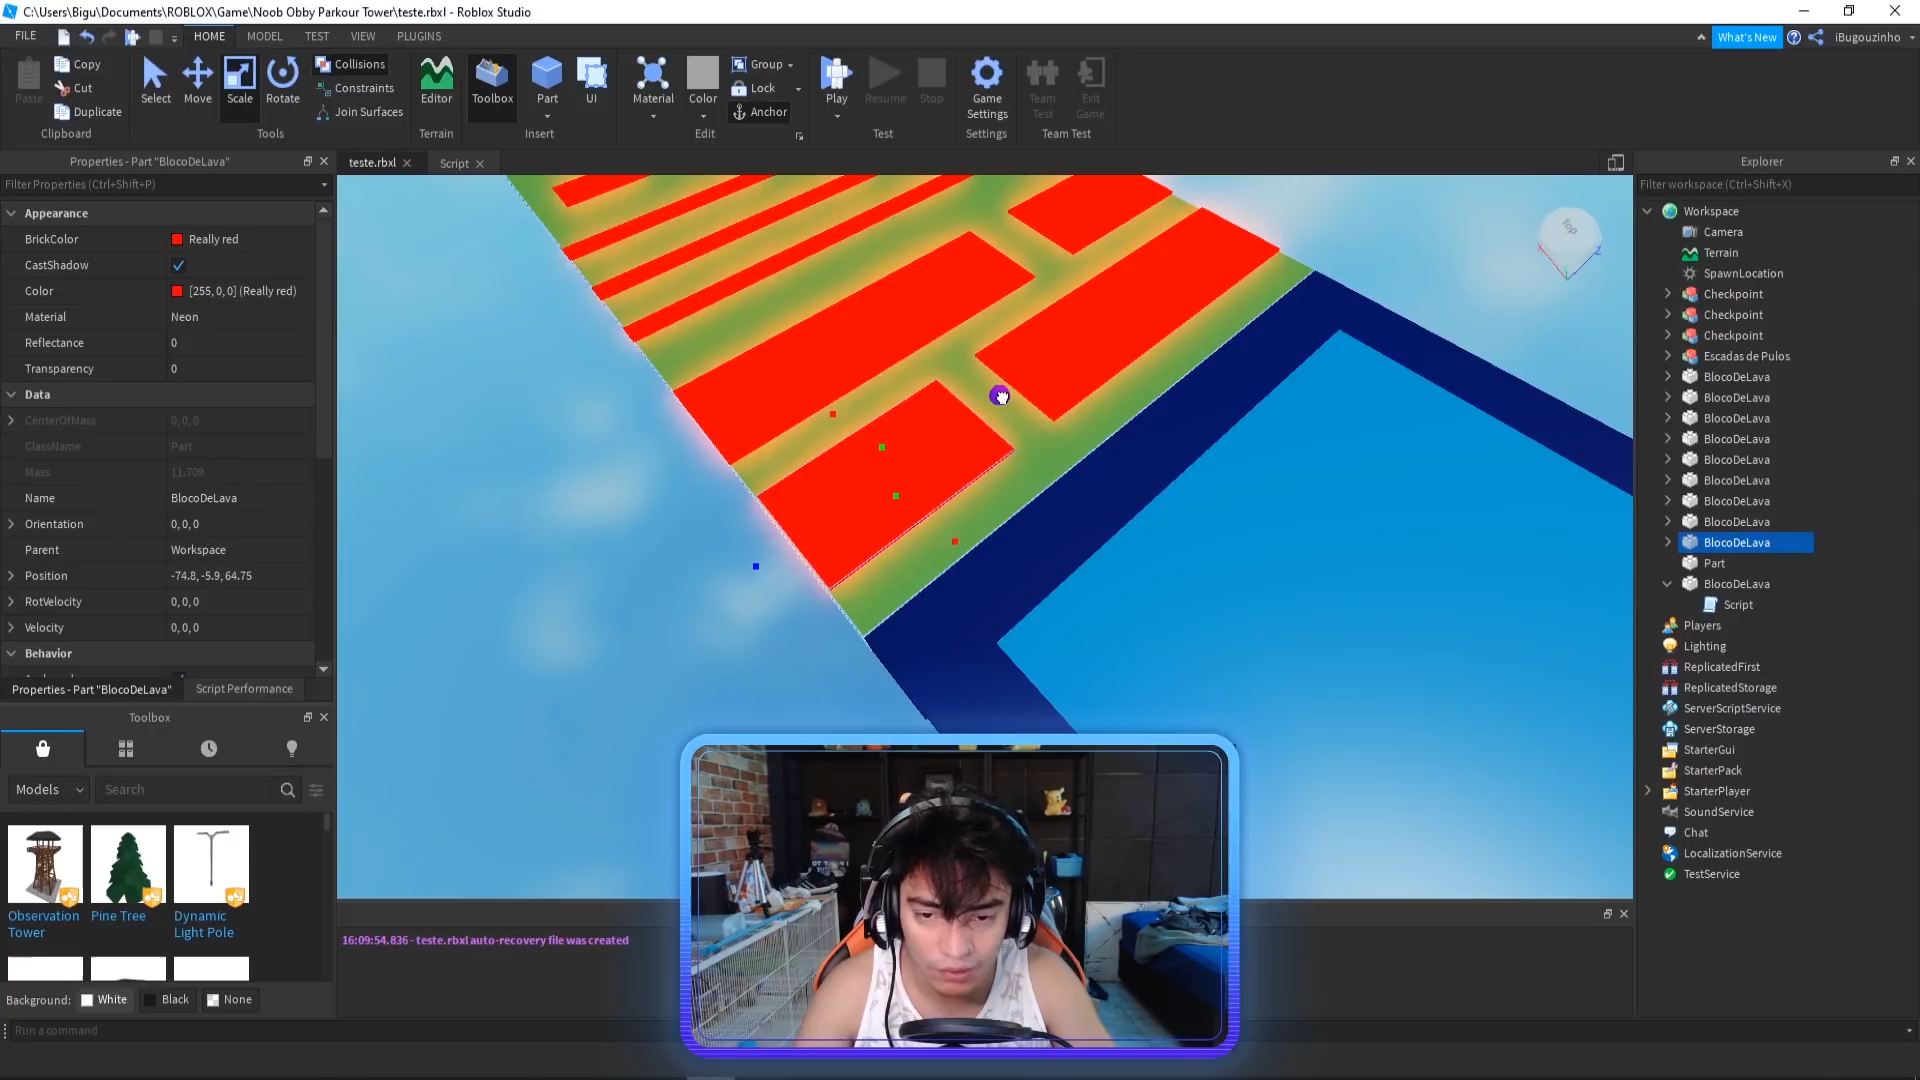 C:\Users\Bigu\Documents\ROBLOX\Game\Noob Obby Parkour Tower\teste.rbxl - Roblox Studio
FILE
HOME
MODEL
TEST
VIEW
PLUGINS
What's New
iBugouzinho
Paste
Copy
Cut
Duplicate
Clipboard
Select
Move
Scale
Rotate
Collisions
Constraints
Join Surfaces
Tools
Editor
Terrain
Toolbox
Part
UI
Insert
Material
Color
Group
Lock
Anchor
Edit
Play
Resume
Stop
Test
Game Settings
Settings
Team Test
Exit Game
Team Test
Properties - Part "BlocoDeLava"
Filter Properties (Ctrl+Shift+P)
Appearance
BrickColor Really red
CastShadow
Color [255, 0, 0] (Really red)
Material Neon
Reflectance 0
Transparency 0
Data
CenterOfMass 0, 0, 0
ClassName Part
Mass 11.709
Name BlocoDeLava
Orientation 0, 0, 0
Parent Workspace
Position -74.8, -5.9, 64.75
RotVelocity 0, 0, 0
Velocity 0, 0, 0
Behavior
Properties - Part "BlocoDeLava"
Script Performance
Toolbox
Models
Search
Observation Tower
Pine Tree
Dynamic Light Pole
Background: White Black None
Run a command
teste.rbxl
Script
Top
X
Z
16:09:54.836 - teste.rbxl auto-recovery file was created
Explorer
Filter workspace (Ctrl+Shift+X)
Workspace
Camera
Terrain
SpawnLocation
Checkpoint
Checkpoint
Checkpoint
Escadas de Pulos
BlocoDeLava
BlocoDeLava
BlocoDeLava
BlocoDeLava
BlocoDeLava
BlocoDeLava
BlocoDeLava
BlocoDeLava
BlocoDeLava
Part
BlocoDeLava
Script
Players
Lighting
ReplicatedFirst
ReplicatedStorage
ServerScriptService
ServerStorage
StarterGui
StarterPack
StarterPlayer
SoundService
Chat
LocalizationService
TestService